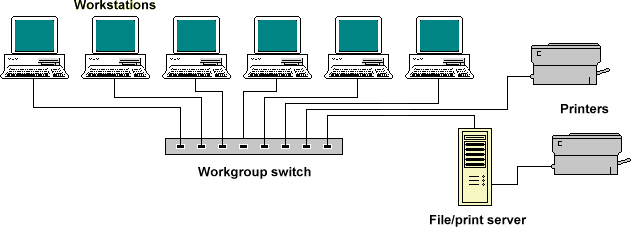 Workstations
Printers
Workgroup switch
File/print server